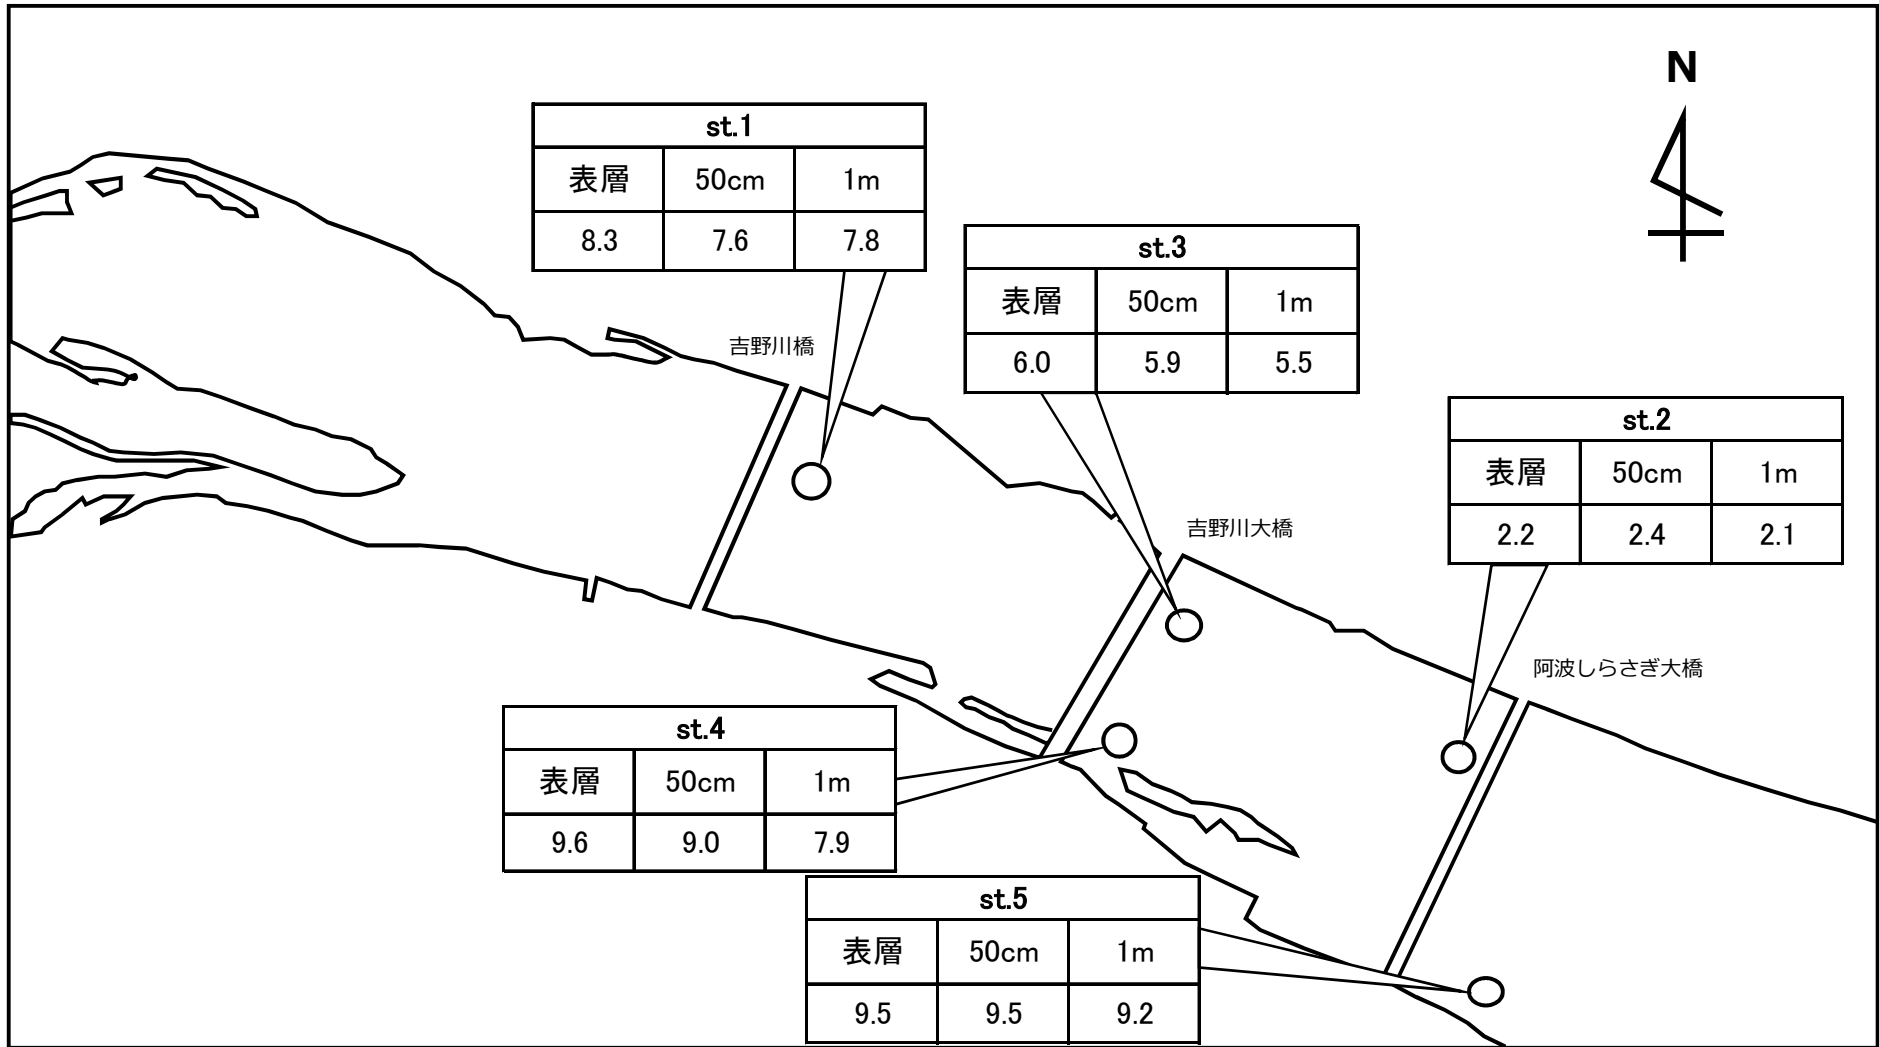 N
st.1
表層 50cm 1m
8.3 7.6 7.8
st.3
表層 50cm 1m
6.0 5.9 5.5
吉野川橋
st.2
表層 50cm 1m
2.2 2.4 2.1
吉野川大橋
阿波しらさぎ大橋
st.4
表層 50cm 1m
9.6 9.0 7.9
st.5
表層 50cm 1m
9.5 9.5 9.2